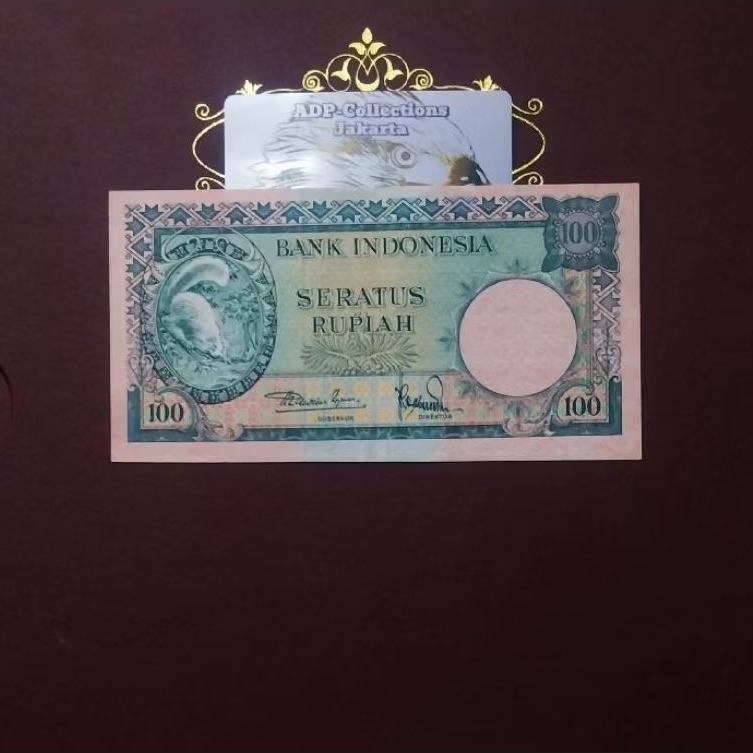 ADP-Collections
Jakarta
BANK INDONESIA
100
SERATUS
RUPIAH
100
GUBERNUR
DIREKTUR
100